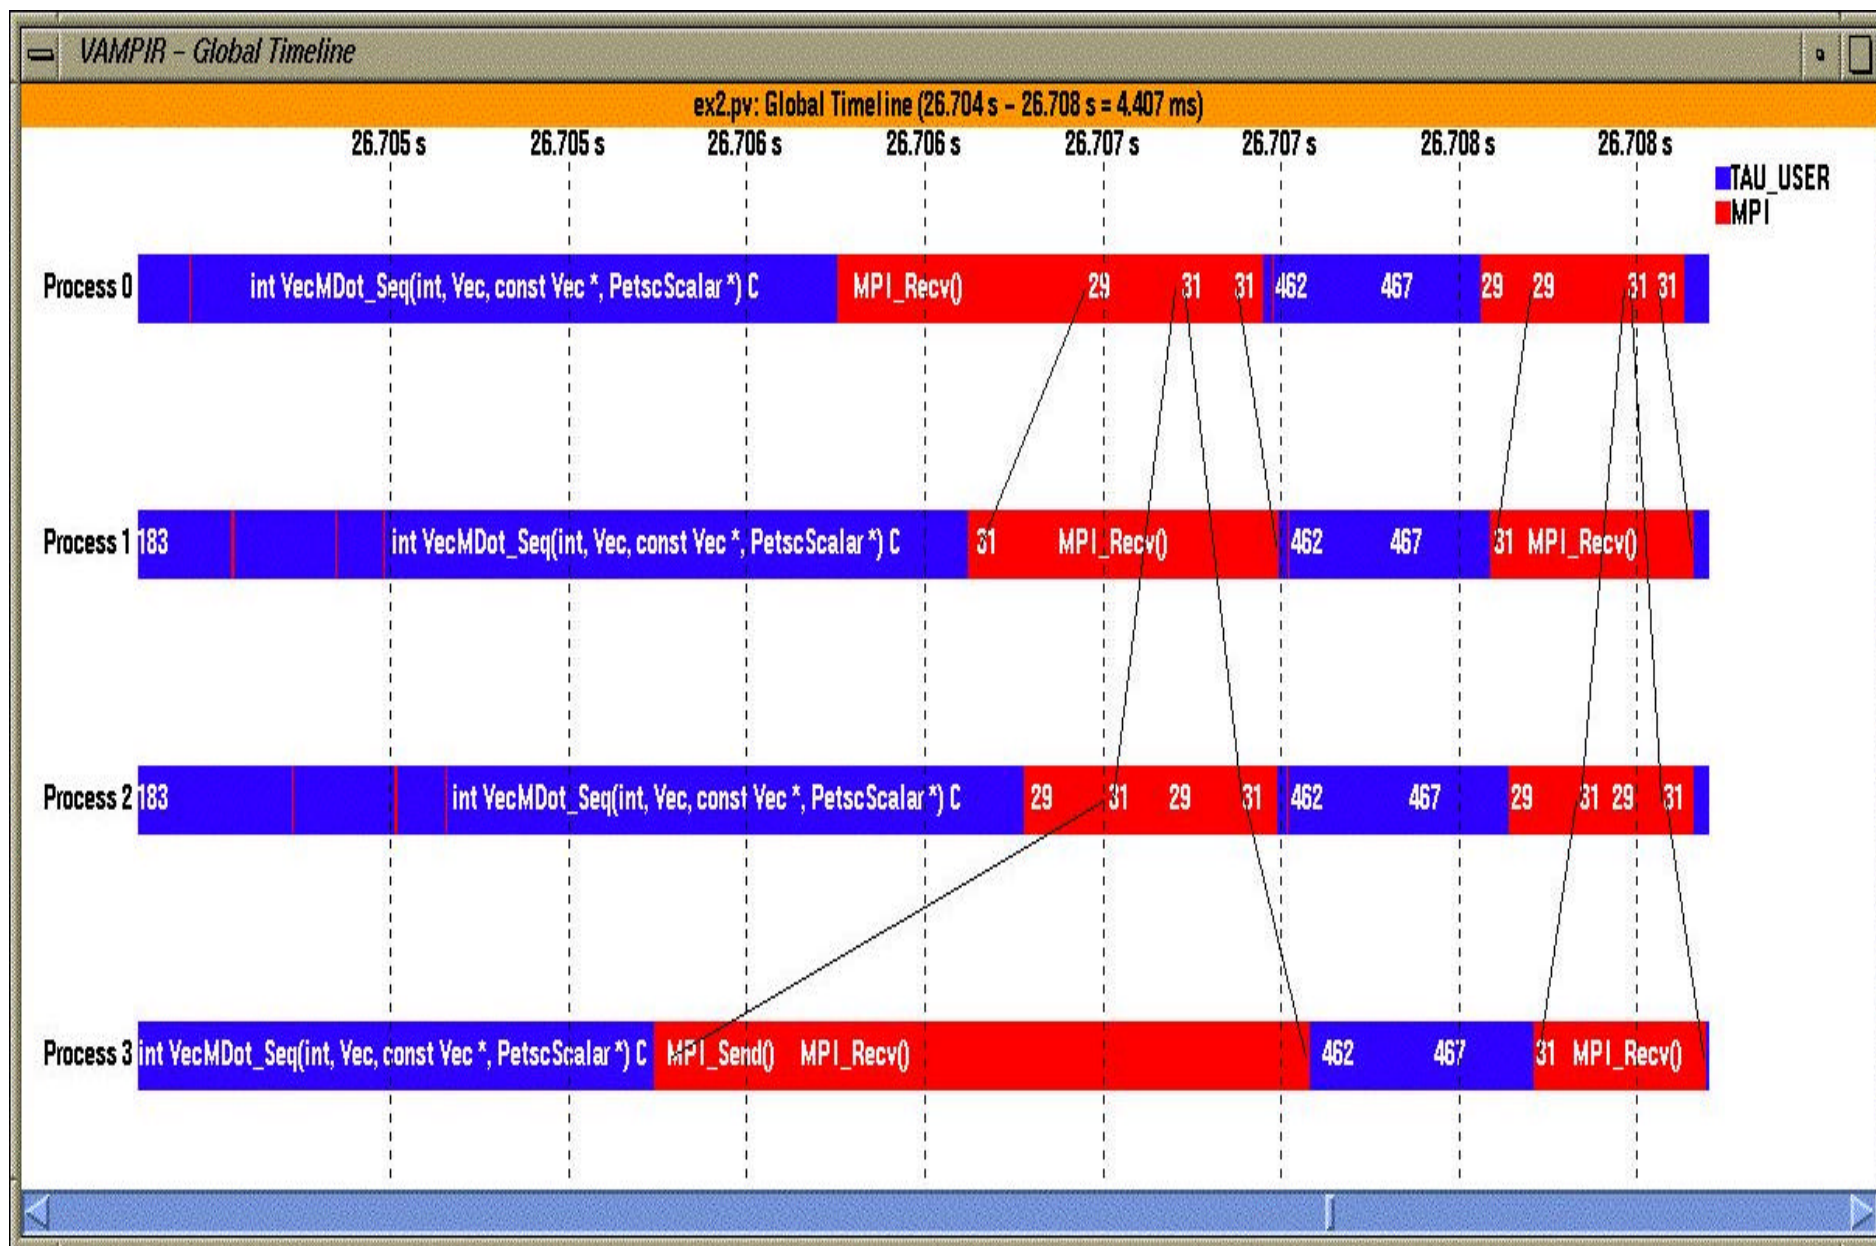 VAMPIR – Global Timeline
ex2.pv: Global Timeline (26.704 s – 26.708 s = 4.407 ms)
26.705 s 26.705 s 26.706 s 26.706 s 26.707 s 26.707 s 26.708 s 26.708 s
TAU_USER
MPI
Process 0 int VecMDot_Seq(int, Vec, const Vec *, PetscScalar *) C MPI_Recv() 29 31 31 462 467 29 29 31 31
Process 1 183 int VecMDot_Seq(int, Vec, const Vec *, PetscScalar *) C 31 MPI_Recv() 462 467 31 MPI_Recv()
Process 2 183 int VecMDot_Seq(int, Vec, const Vec *, PetscScalar *) C 29 31 29 31 462 467 29 31 29 31
Process 3 int VecMDot_Seq(int, Vec, const Vec *, PetscScalar *) C MPI_Send() MPI_Recv() 462 467 31 MPI_Recv()